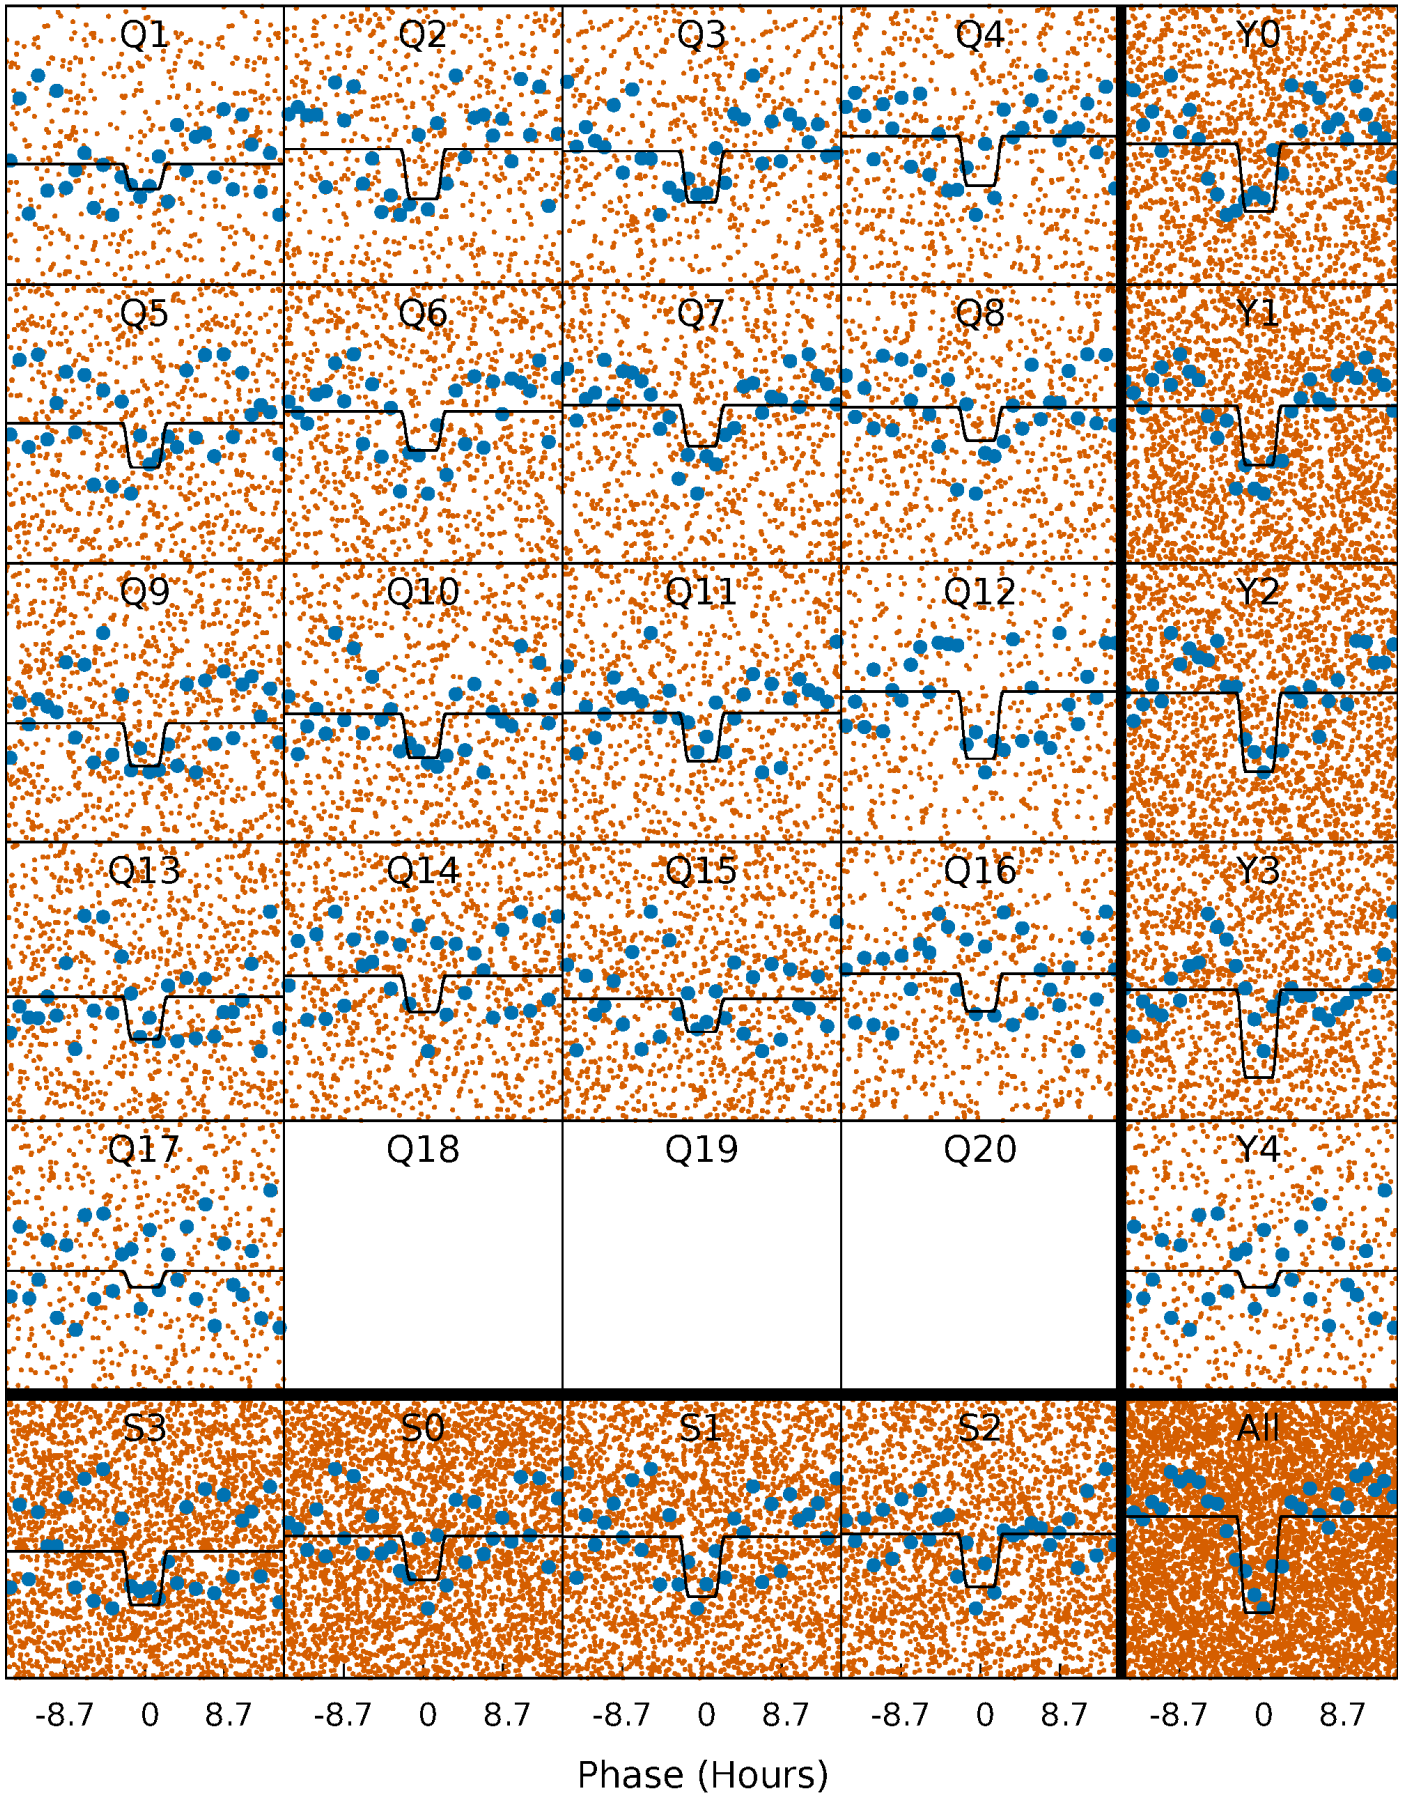 Q1 Q2 Q3 Q4 Y0
Q5 Q6 Q7 Q8 Y1
Q9 Q10 Q11 Q12 Y2
Q13 Q14 Q15 Q16 Y3
Q17 Q18 Q19 Q20 Y4
S3 S0 S1 S2 All
-8.7 0 8.7 -8.7 0 8.7 -8.7 0 8.7 -8.7 0 8.7 -8.7 0 8.7
Phase (Hours)